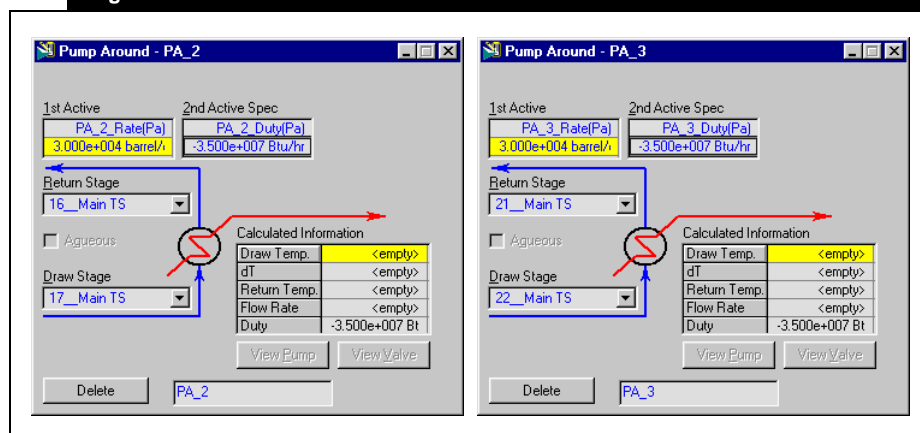 Pump Around - PA_2
1st Active 2nd Active Spec
PA_2_Rate(Pa) PA_2_Duty(Pa)
3.000e+004 barrel/ -3.500e+007 Btu/hr
Return Stage
16__Main TS
Aqueous
Calculated Information
Draw Temp. <empty>
dT <empty>
Return Temp. <empty>
Flow Rate <empty>
Duty -3.500e+007 Bt
Draw Stage
17__Main TS
View Pump View Valve
Delete PA_2
Pump Around - PA_3
1st Active 2nd Active Spec
PA_3_Rate(Pa) PA_3_Duty(Pa)
3.000e+004 barrel/ -3.500e+007 Btu/hr
Return Stage
21__Main TS
Aqueous
Calculated Information
Draw Temp. <empty>
dT <empty>
Return Temp. <empty>
Flow Rate <empty>
Duty -3.500e+007 Bt
Draw Stage
22__Main TS
View Pump View Valve
Delete PA_3